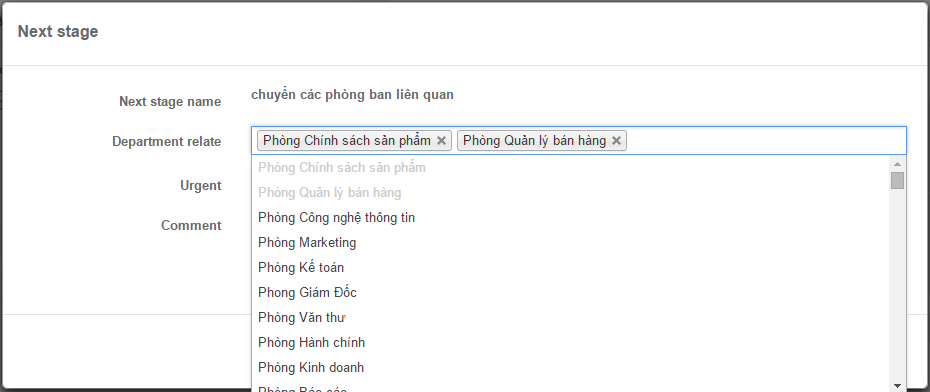 Next stage
Next stage name
chuyển các phòng ban liên quan
Department relate
Phòng Chính sách sản phẩm Phòng Quản lý bán hàng
Phòng Chính sách sản phẩm
Urgent
Phòng Quản lý bán hàng
Phòng Công nghệ thông tin
Comment
Phòng Marketing
Phòng Kế toán
Phong Giám Đốc
Phòng Văn thư
Phòng Hành chính
Phòng Kinh doanh